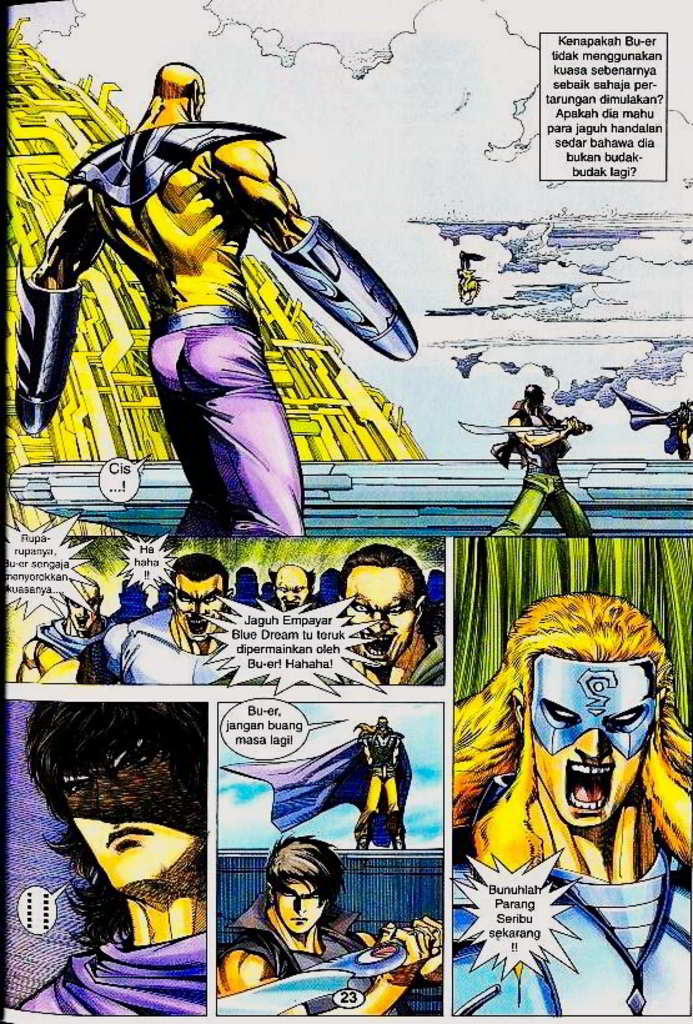 Kenapakah Bu-er
tidak menggunakan
kuasa sebenarnya
sebaik sahaja per-
tarungan dimulakan?
Apakah dia mahu
para jaguh handalan
sedar bahawa dia
bukan budak-
budak lagi?
Cis
...!
Rupa-
rupanya,
Bu-er sengaja
menyorokkan
kuasanya....
Ha
haha
!!
Jaguh Empayar
Blue Dream tu teruk
dipermainkan oleh
Bu-er! Hahaha!
!!
Bu-er,
jangan buang
masa lagi!
Bunuhlah
Parang
Seribu
sekarang
!!
23